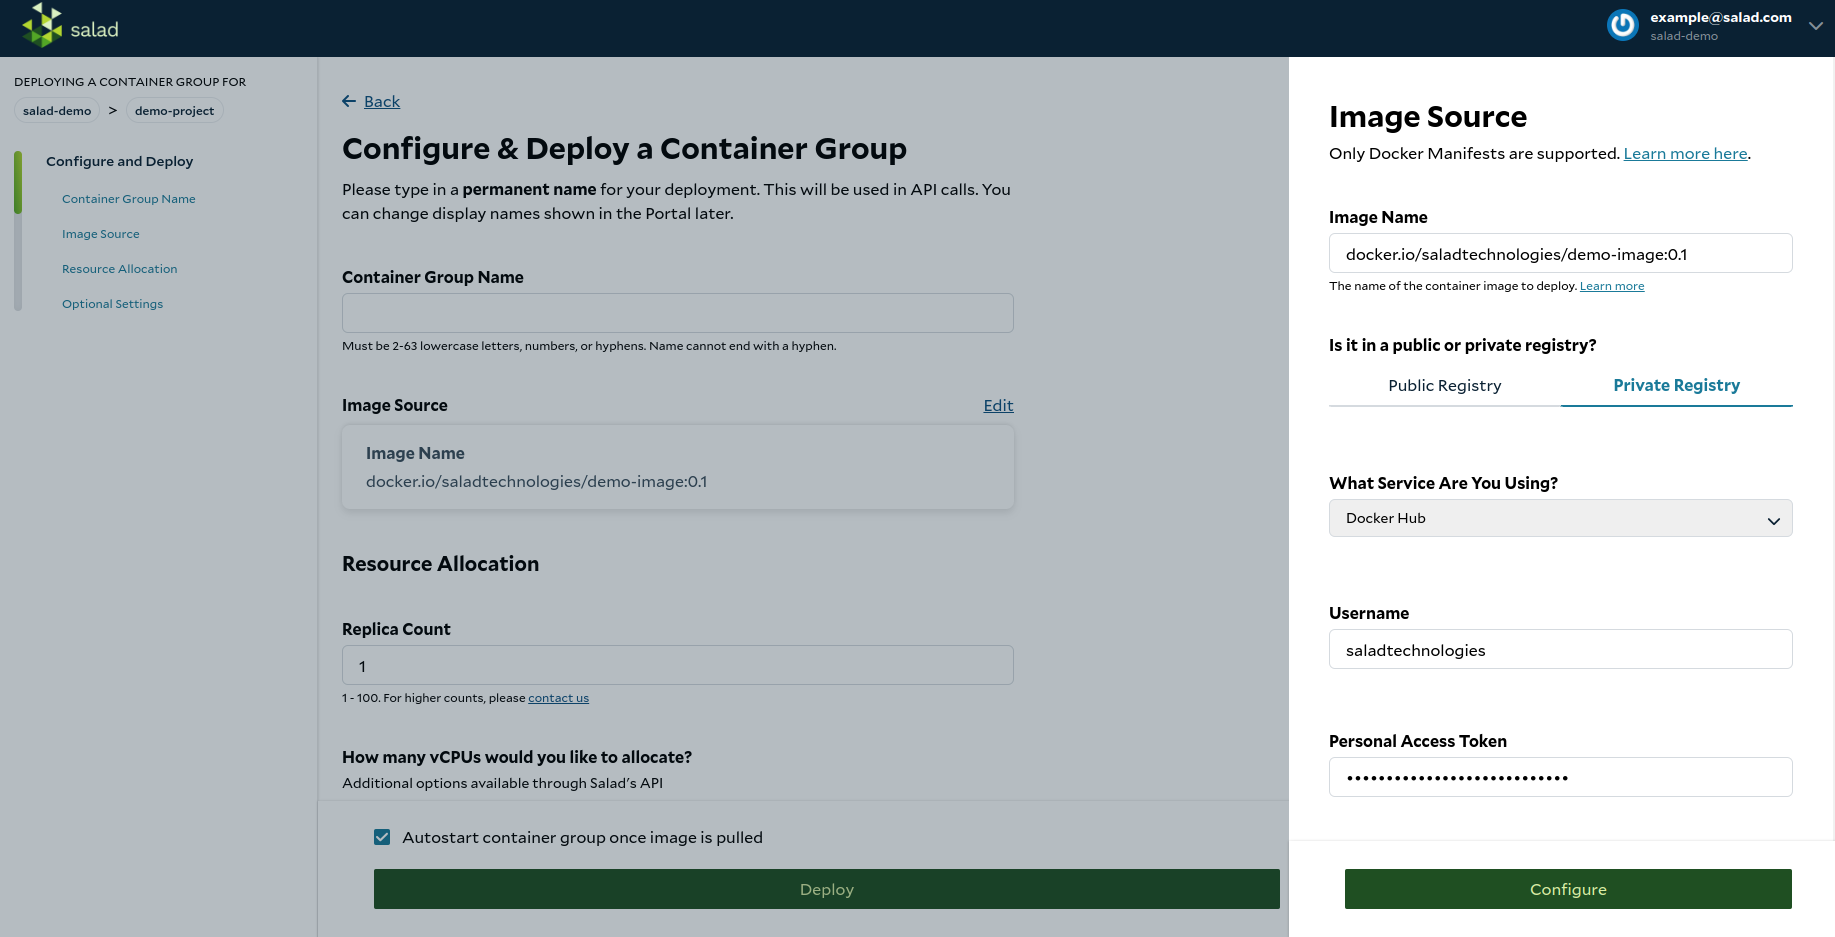 salad
example@salad.com
salad-demo
DEPLOYING A CONTAINER GROUP FOR
salad-demo > demo-project
Configure and Deploy
Container Group Name
Image Source
Resource Allocation
Optional Settings
Back
Configure & Deploy a Container Group
Please type in a permanent name for your deployment. This will be used in API calls. You
can change display names shown in the Portal later.
Container Group Name
Must be 2-63 lowercase letters, numbers, or hyphens. Name cannot end with a hyphen.
Image Source
Edit
Image Name
docker.io/saladtechnologies/demo-image:0.1
Resource Allocation
Replica Count
1
1 - 100. For higher counts, please contact us
How many vCPUs would you like to allocate?
Additional options available through Salad's API
Autostart container group once image is pulled
Deploy
Image Source
Only Docker Manifests are supported. Learn more here.
Image Name
docker.io/saladtechnologies/demo-image:0.1
The name of the container image to deploy. Learn more
Is it in a public or private registry?
Public Registry
Private Registry
What Service Are You Using?
Docker Hub
Username
saladtechnologies
Personal Access Token
••••••••••••••••••••••••••••
Configure